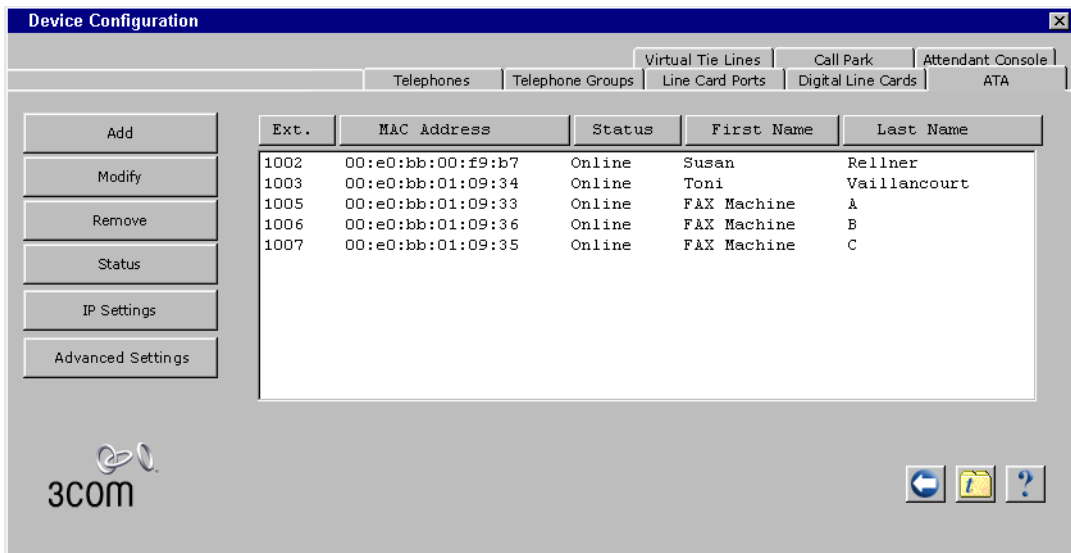 Device Configuration
Virtual Tie Lines Call Park Attendant Console
Telephones Telephone Groups Line Card Ports Digital Line Cards ATA
Add
Modify
Remove
Status
IP Settings
Advanced Settings
Ext. MAC Address Status First Name Last Name
1002 00:e0:bb:00:f9:b7 Online Susan Rellner
1003 00:e0:bb:01:09:34 Online Toni Vaillancourt
1005 00:e0:bb:01:09:33 Online FAX Machine A
1006 00:e0:bb:01:09:36 Online FAX Machine B
1007 00:e0:bb:01:09:35 Online FAX Machine C
3COM
t ?